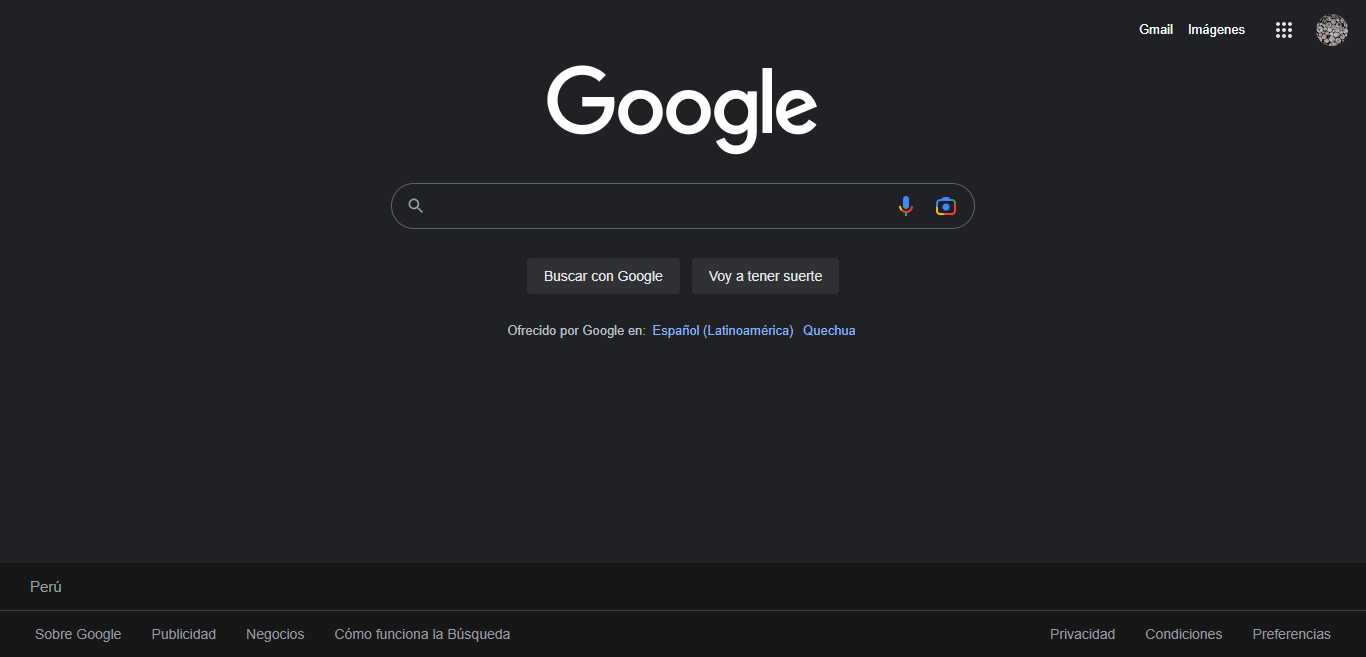 Gmail Imágenes
Google
Buscar con Google Voy a tener suerte
Ofrecido por Google en: Español (Latinoamérica) Quechua
Perú
Sobre Google Publicidad Negocios Cómo funciona la Búsqueda Privacidad Condiciones Preferencias